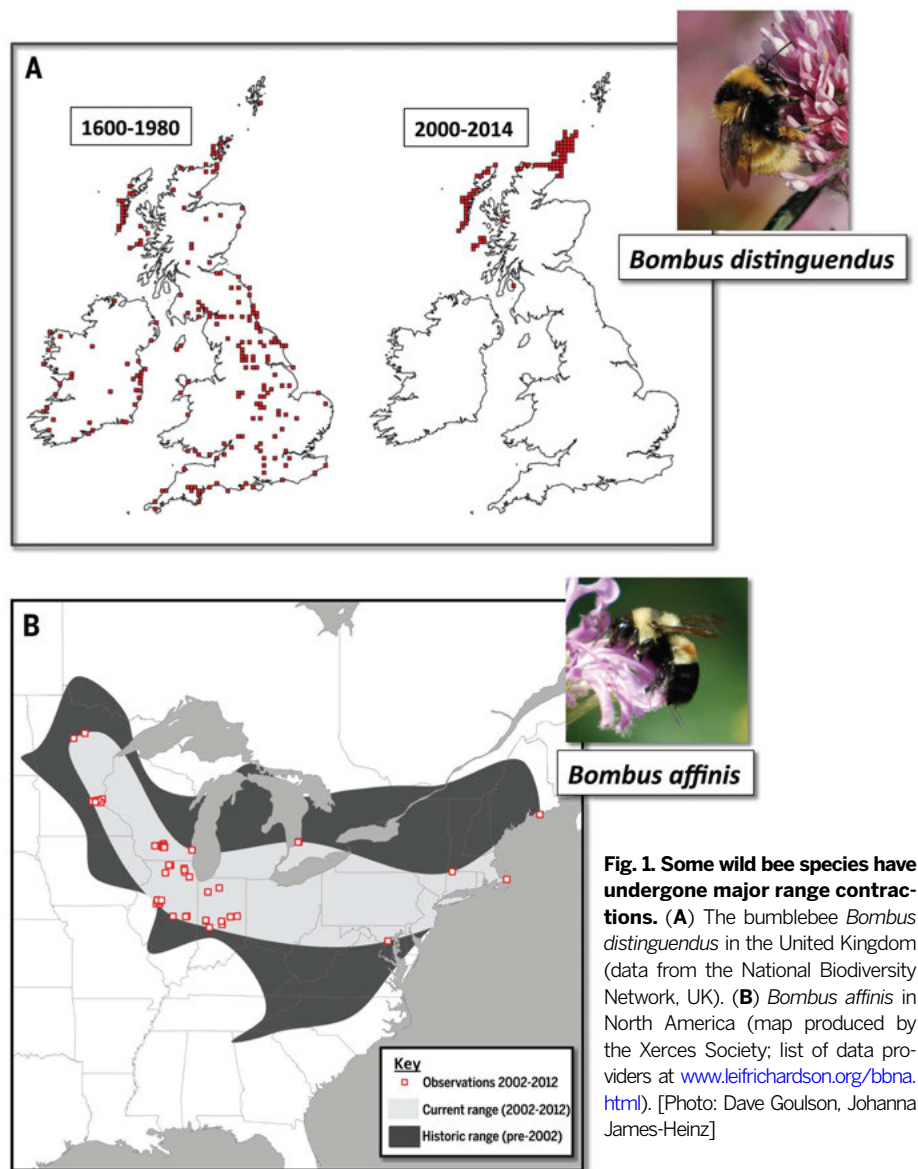 A
1600-1980
2000-2014
Bombus distinguendus
B
Bombus affinis
Key
Observations 2002-2012
Current range (2002-2012)
Historic range (pre-2002)
Fig. 1. Some wild bee species have
undergone major range contrac-
tions. (A) The bumblebee Bombus
distinguendus in the United Kingdom
(data from the National Biodiversity
Network, UK). (B) Bombus affinis in
North America (map produced by
the Xerces Society; list of data pro-
viders at www.leifrichardson.org/bbna.
html). [Photo: Dave Goulson, Johanna
James-Heinz]